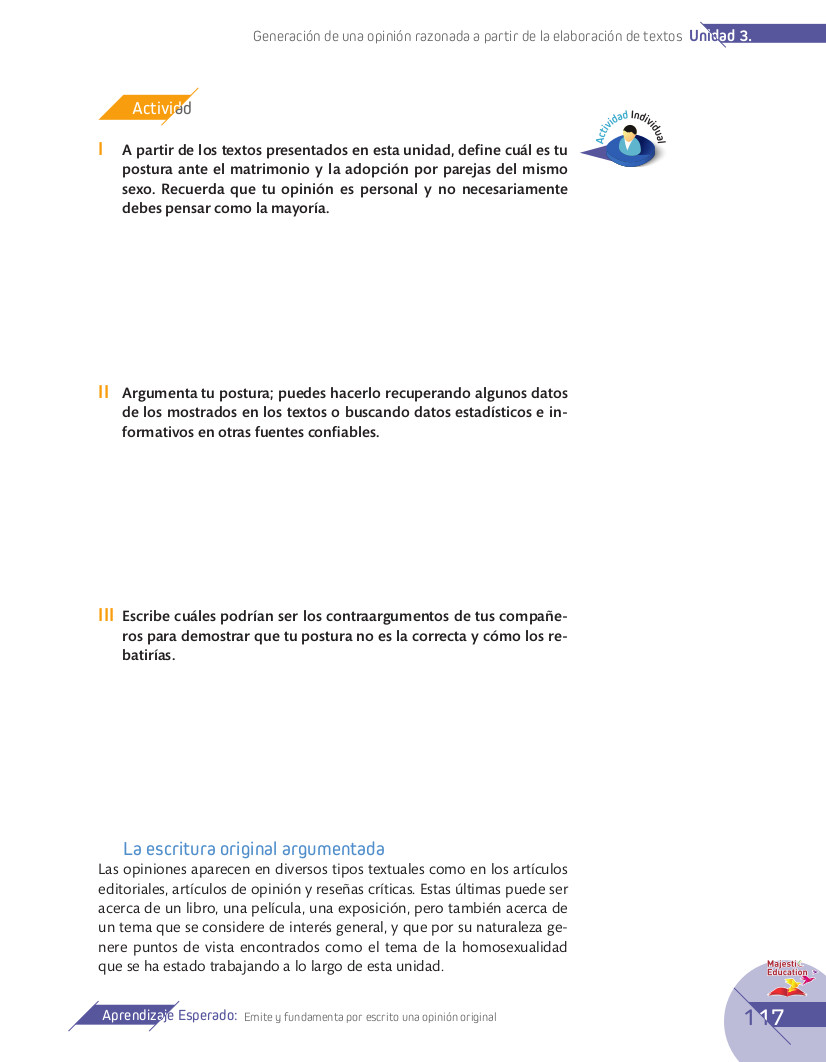 Generación de una opinión razonada a partir de la elaboración de textos Unidad 3.
Actividad
Actividad Individual
I A partir de los textos presentados en esta unidad, define cuál es tu
postura ante el matrimonio y la adopción por parejas del mismo
sexo. Recuerda que tu opinión es personal y no necesariamente
debes pensar como la mayoría.
II Argumenta tu postura; puedes hacerlo recuperando algunos datos
de los mostrados en los textos o buscando datos estadísticos e in-
formativos en otras fuentes confiables.
III Escribe cuáles podrían ser los contraargumentos de tus compañe-
ros para demostrar que tu postura no es la correcta y cómo los re-
batirías.
La escritura original argumentada
Las opiniones aparecen en diversos tipos textuales como en los artículos
editoriales, artículos de opinión y reseñas críticas. Estas últimas puede ser
acerca de un libro, una película, una exposición, pero también acerca de
un tema que se considere de interés general, y que por su naturaleza ge-
nere puntos de vista encontrados como el tema de la homosexualidad
que se ha estado trabajando a lo largo de esta unidad.
Majestic
Education
Aprendizaje Esperado: Emite y fundamenta por escrito una opinión original
117